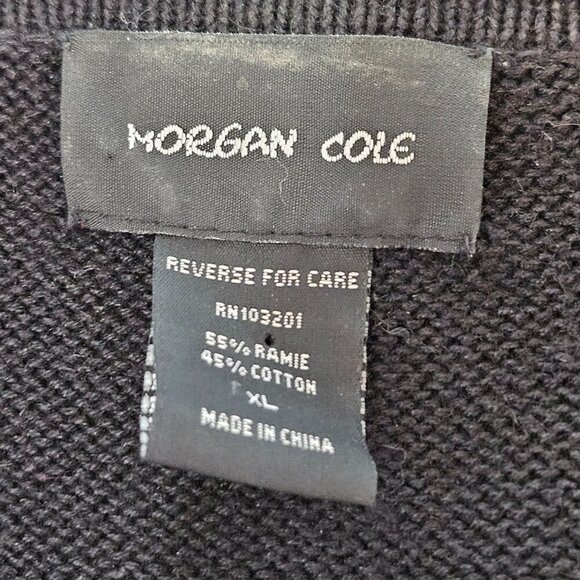 MORGAN COLE
REVERSE FOR CARE
RN103201
55% RAMIE
45% COTTON
XL
MADE IN CHINA